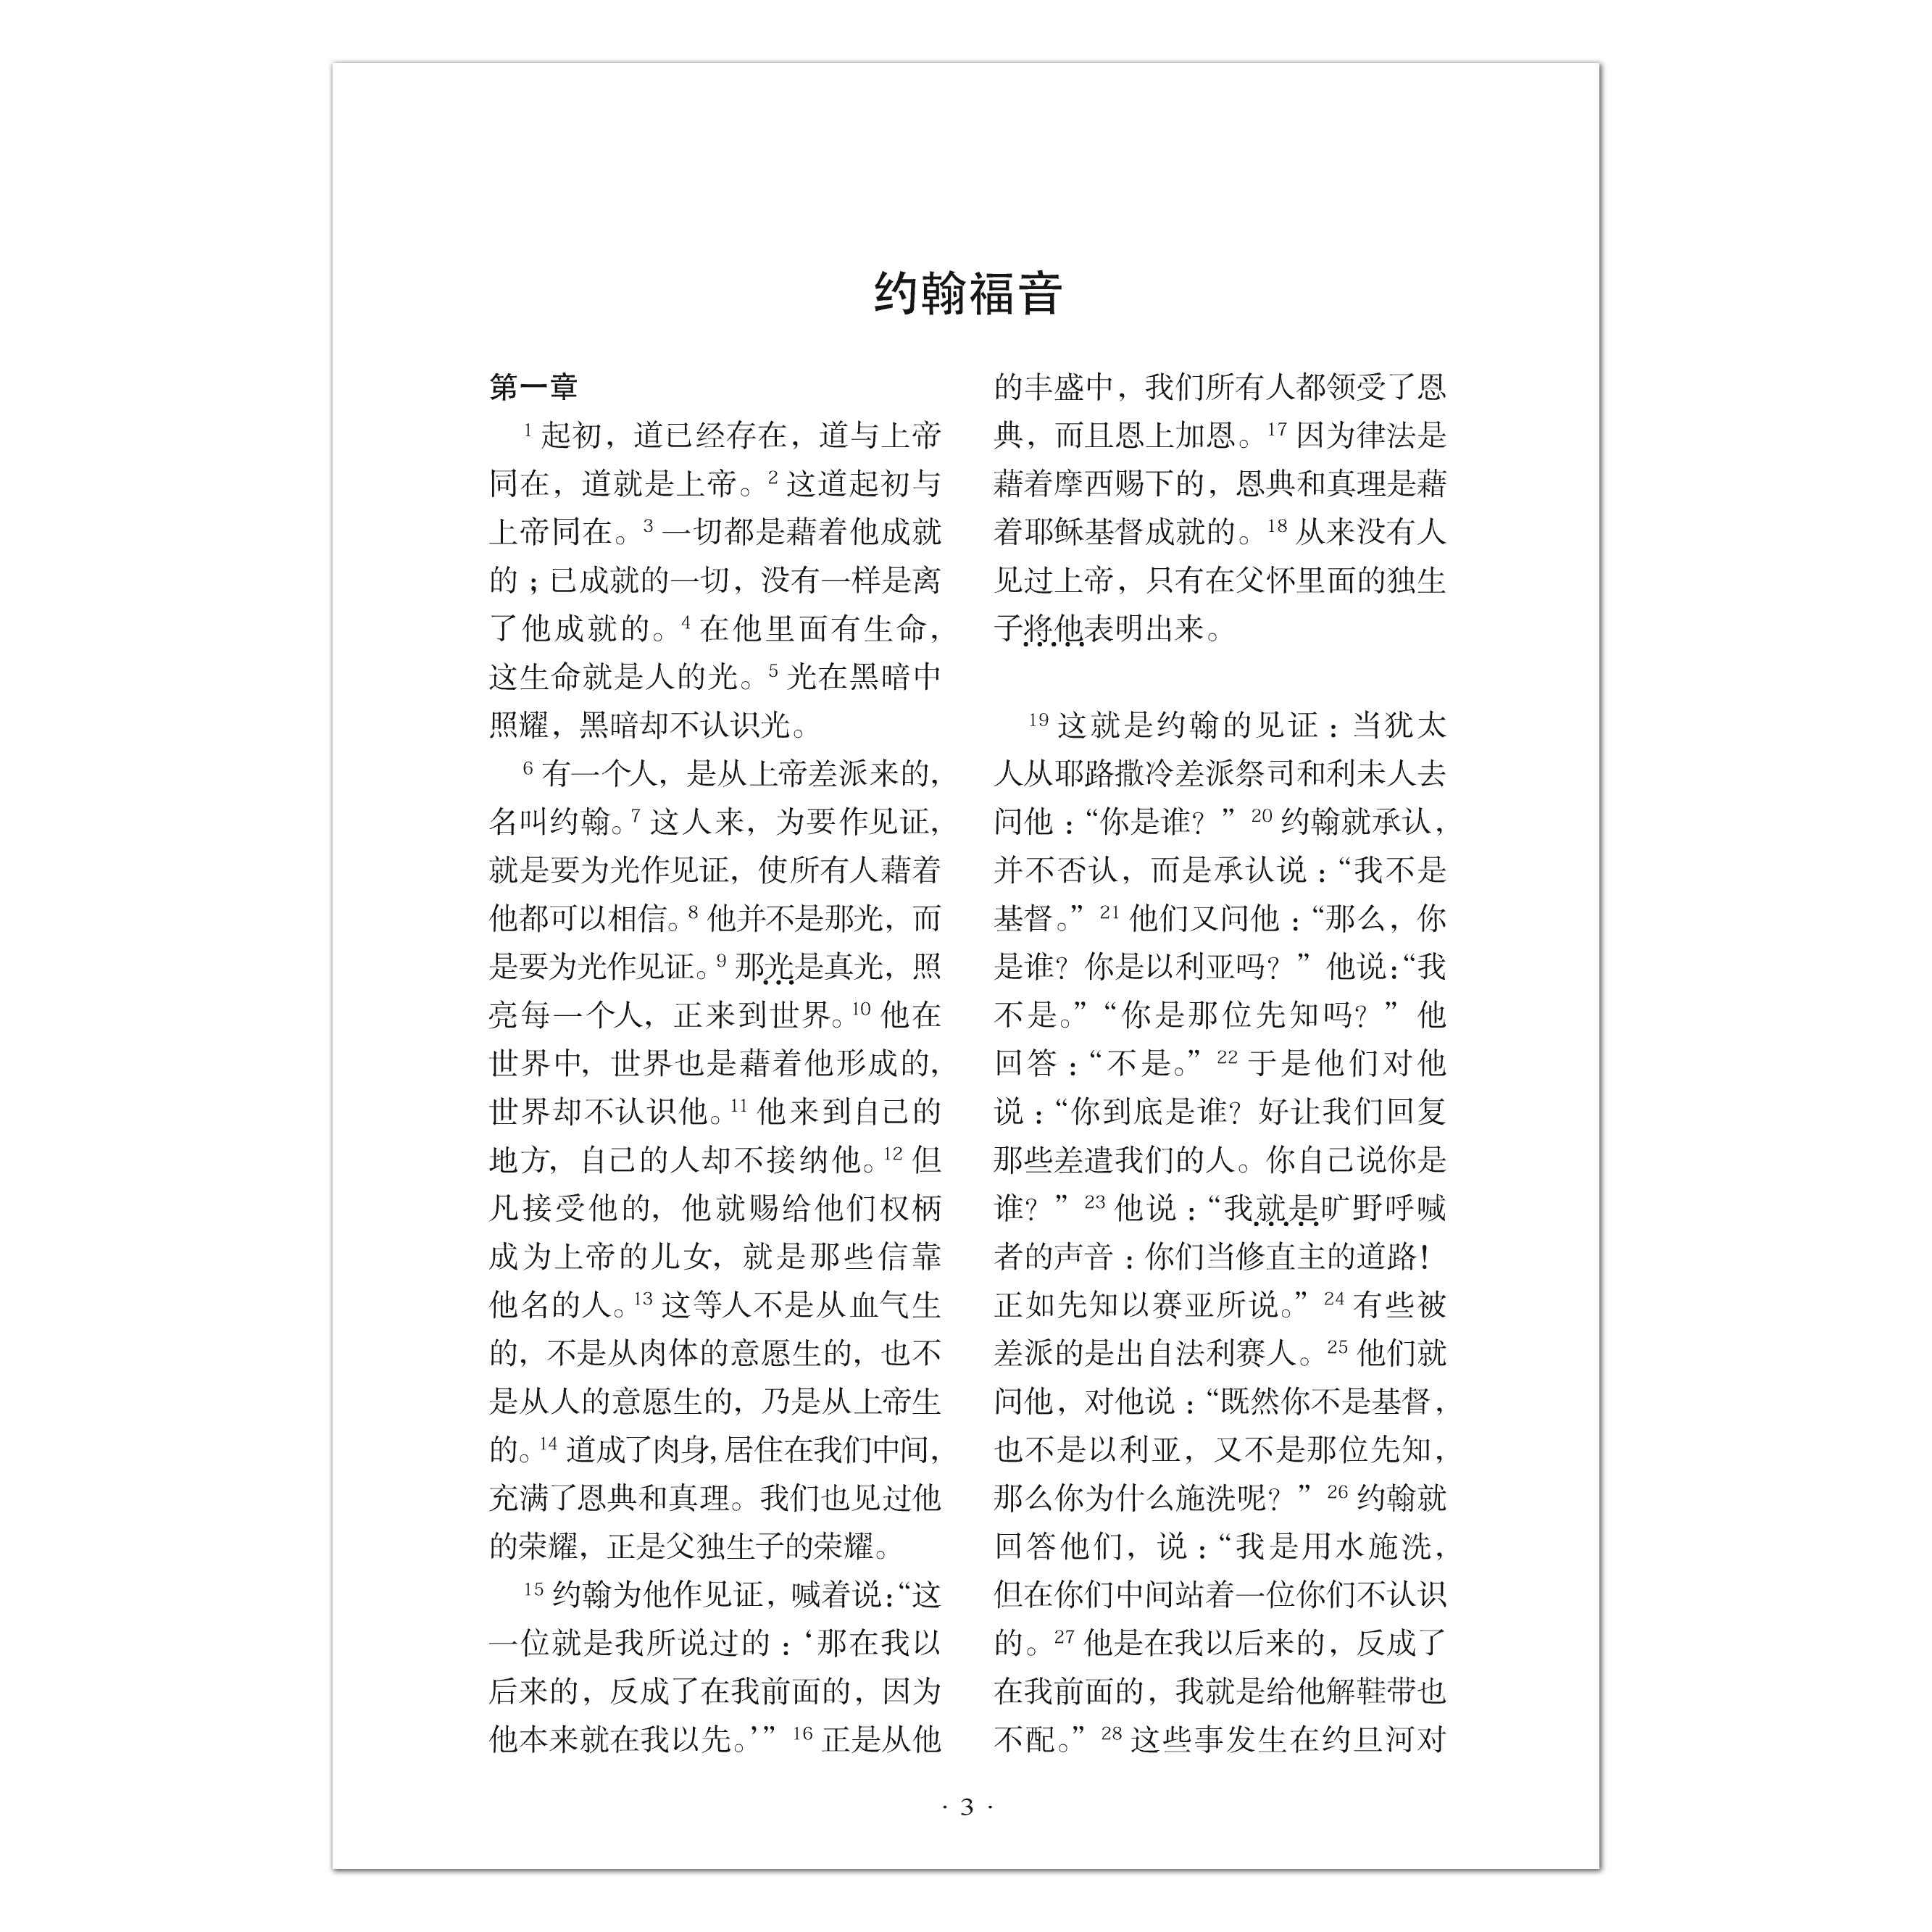 约翰福音
第一章
1 起初，道已经存在，道与上帝
同在，道就是上帝。2 这道起初与
上帝同在。3 一切都是藉着他成就
的；已成就的一切，没有一样是离
了他成就的。4 在他里面有生命，
这生命就是人的光。5 光在黑暗中
照耀，黑暗却不认识光。
6 有一个人，是从上帝差派来的，
名叫约翰。7 这人来，为要作见证，
就是要为光作见证，使所有人藉着
他都可以相信。8 他并不是那光，而
是要为光作见证。9 那光是真光，照
亮每一个人，正来到世界。10 他在
世界中，世界也是藉着他形成的，
世界却不认识他。11 他来到自己的
地方，自己的人却不接纳他。12 但
凡接受他的，他就赐给他们权柄
成为上帝的儿女，就是那些信靠
他名的人。13 这等人不是从血气生
的，不是从肉体的意愿生的，也不
是从人的意愿生的，乃是从上帝生
的。14 道成了肉身，居住在我们中间，
充满了恩典和真理。我们也见过他
的荣耀，正是父独生子的荣耀。
15 约翰为他作见证，喊着说：“这
一位就是我所说过的：‘那在我以
后来的，反成了在我前面的，因为
他本来就在我以先。’” 16 正是从他
的丰盛中，我们所有人都领受了恩
典，而且恩上加恩。17 因为律法是
藉着摩西赐下的，恩典和真理是藉
着耶稣基督成就的。18 从来没有人
见过上帝，只有在父怀里面的独生
子将他表明出来。
19 这就是约翰的见证：当犹太
人从耶路撒冷差派祭司和利未人去
问他：“你是谁？” 20 约翰就承认，
并不否认，而是承认说：“我不是
基督。” 21 他们又问他：“那么，你
是谁？你是以利亚吗？” 他说：“我
不是。” “你是那位先知吗？” 他
回答：“不是。” 22 于是他们对他
说：“你到底是谁？好让我们回复
那些差遣我们的人。你自己说你是
谁？” 23 他说：“我就是旷野呼喊
者的声音：你们当修直主的道路！
正如先知以赛亚所说。” 24 有些被
差派的是出自法利赛人。25 他们就
问他，对他说：“既然你不是基督，
也不是以利亚，又不是那位先知，
那么你为什么施洗呢？” 26 约翰就
回答他们，说：“我是用水施洗，
但在你们中间站着一位你们不认识
的。27 他是在我以后来的，反成了
在我前面的，我就是给他解鞋带也
不配。” 28 这些事发生在约旦河对
· 3 ·